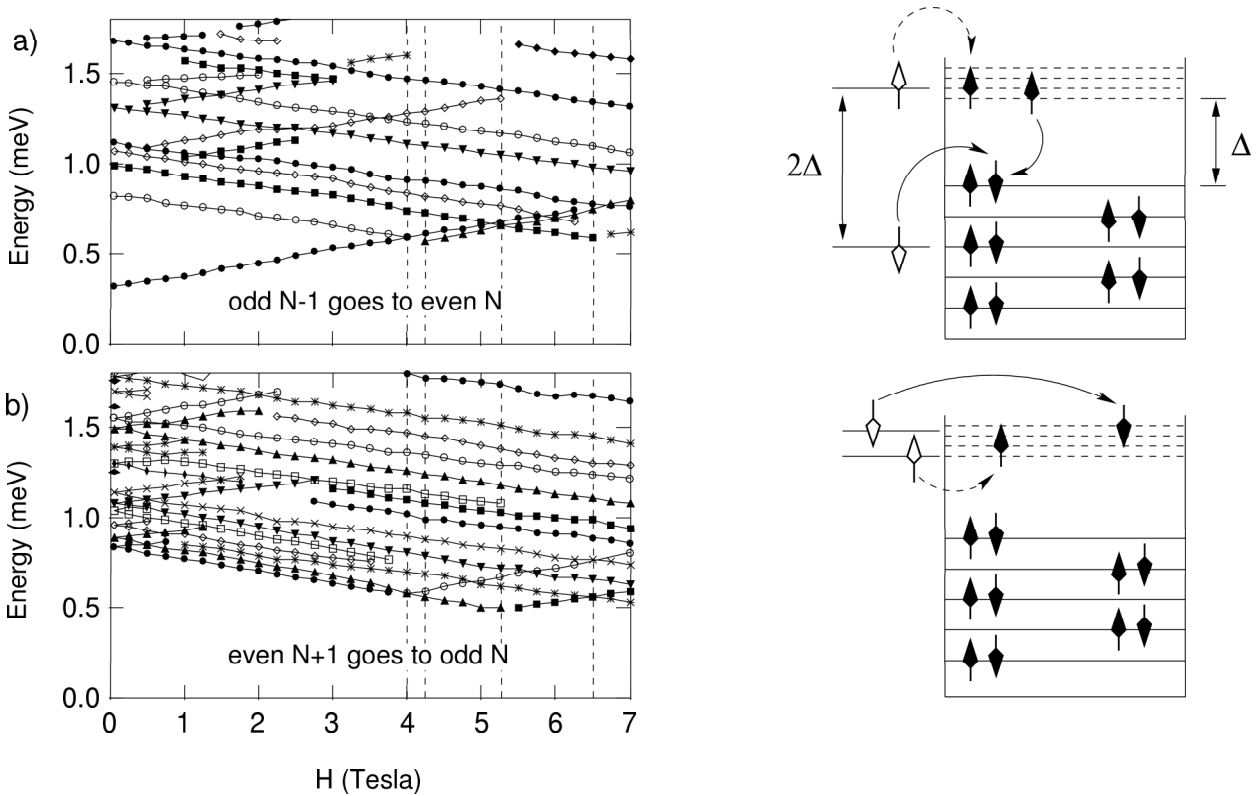 a)
Energy (meV)
1.5
1.0
0.5
0.0
odd N-1 goes to even N
2Δ
Δ
b)
Energy (meV)
1.5
1.0
0.5
0.0
even N+1 goes to odd N
0 1 2 3 4 5 6 7
H (Tesla)